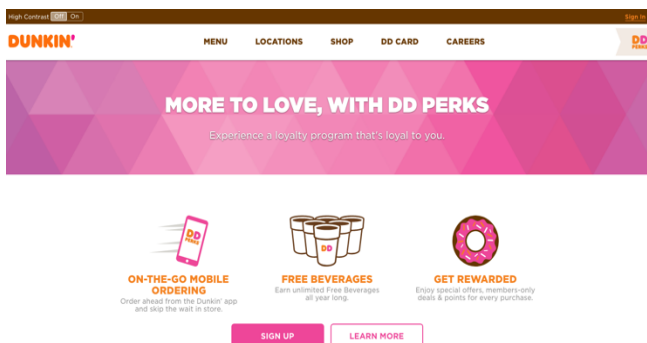 High Contrast Off On
Sign In
DUNKIN'
MENU LOCATIONS SHOP DD CARD CAREERS
DD
PERKS
MORE TO LOVE, WITH DD PERKS
Experience a loyalty program that's loyal to you.
DD
PERKS
DD
ON-THE-GO MOBILE
ORDERING
Order ahead from the Dunkin' app
and skip the wait in store.
FREE BEVERAGES
Earn unlimited Free Beverages
all year long.
GET REWARDED
Enjoy special offers, members-only
deals & points for every purchase.
SIGN UP
LEARN MORE